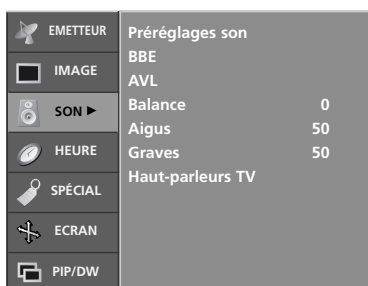 EMETTEUR
IMAGE
SON ►
HEURE
SPÉCIAL
ECRAN
PIP/DW
Préréglages son
BBE
AVL
Balance 0
Aigus 50
Graves 50
Haut-parleurs TV